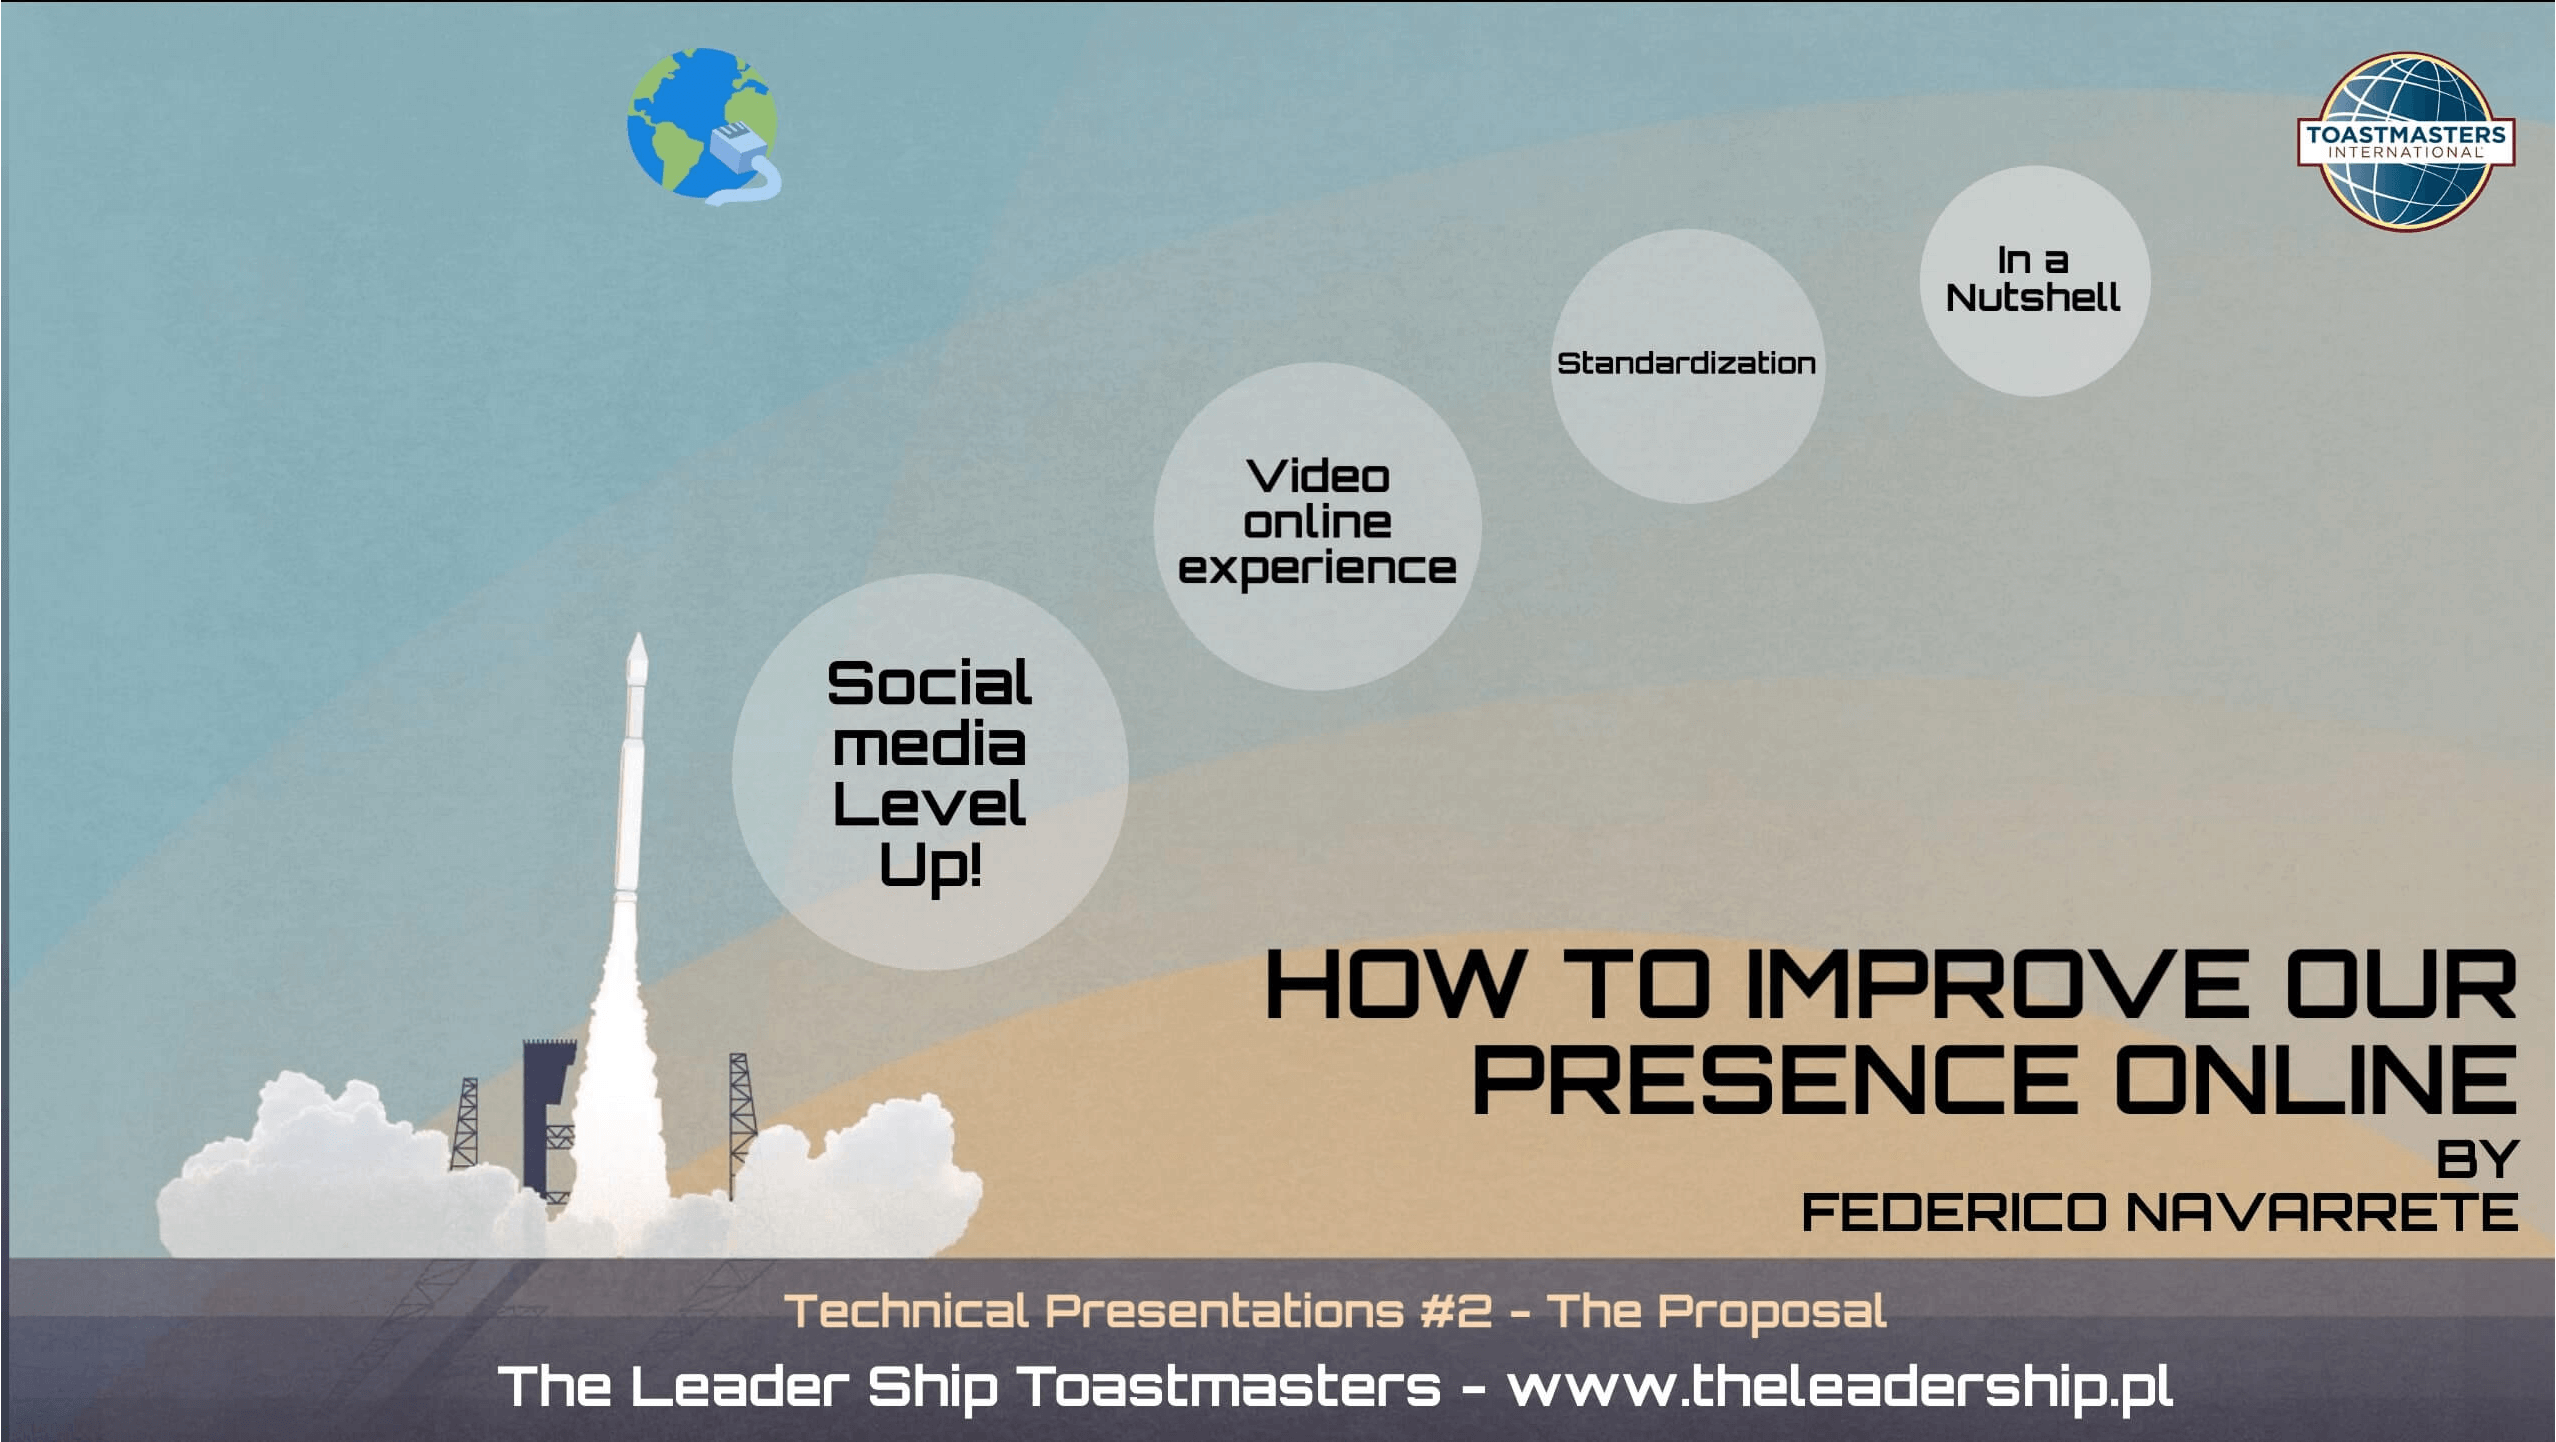 TOASTMASTERS
INTERNATIONAL
In a
Nutshell
Standardization
Video
online
experience
Social
media
Level
Up!
HOW TO IMPROVE OUR
PRESENCE ONLINE
BY
FEDERICO NAVARRETE
Technical Presentations #2 - The Proposal
The Leader Ship Toastmasters - www.theleadership.pl